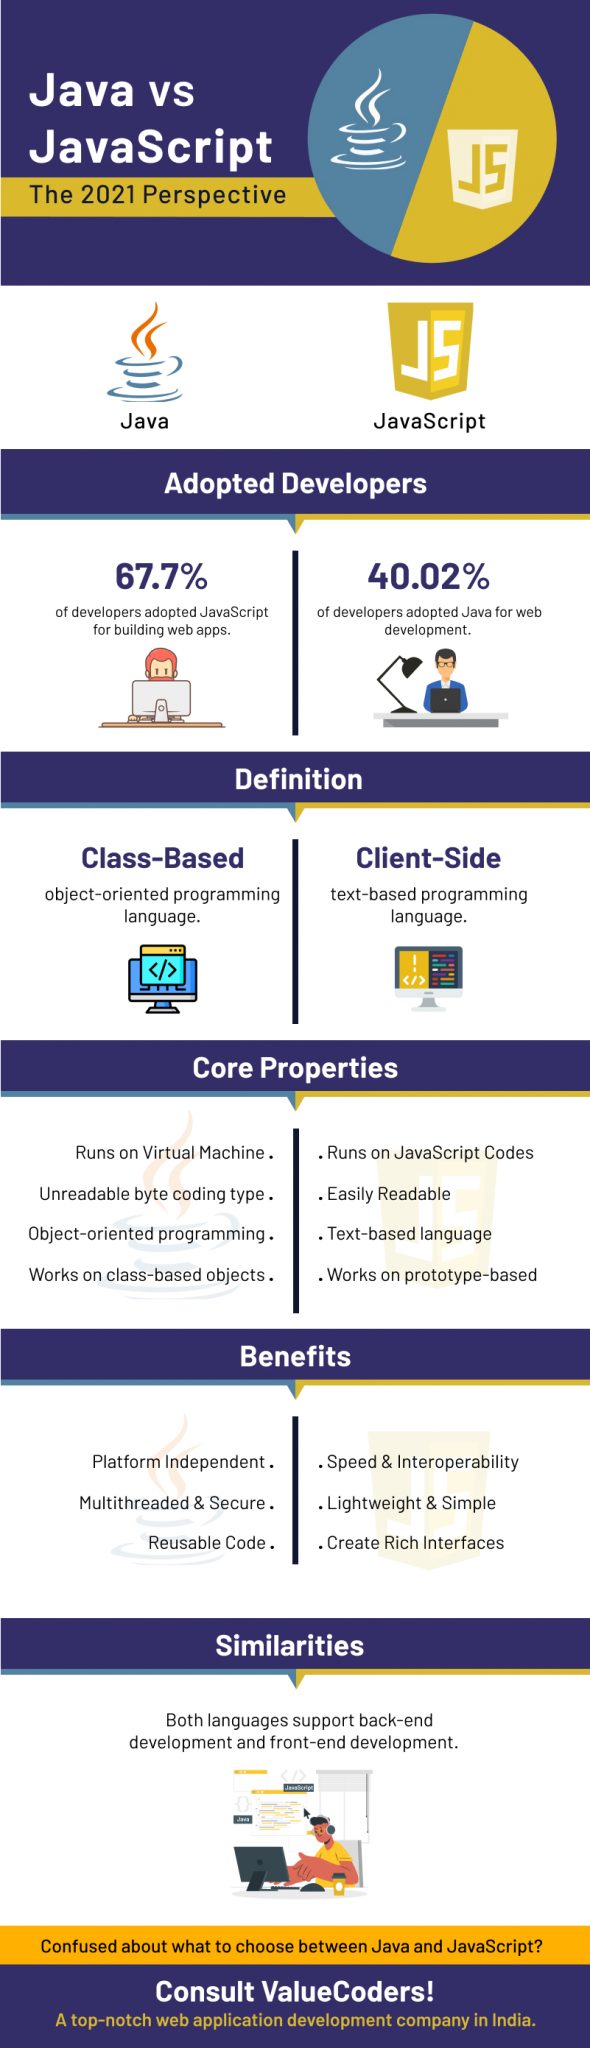 Java vs
JavaScript
The 2021 Perspective
JS
Java
JS
JavaScript
Adopted Developers
67.7%
of developers adopted JavaScript
for building web apps.
40.02%
of developers adopted Java for web
development.
Definition
Class-Based
object-oriented programming
language.
</>
Client-Side
text-based programming
language.
</>
Core Properties
Runs on Virtual Machine .
Unreadable byte coding type .
Object-oriented programming .
Works on class-based objects .
. Runs on JavaScript Codes
. Easily Readable
. Text-based language
. Works on prototype-based
Benefits
Platform Independent .
Multithreaded & Secure .
Reusable Code .
. Speed & Interoperability
. Lightweight & Simple
. Create Rich Interfaces
Similarities
Both languages support back-end
development and front-end development.
</>
JavaScript
{}
Java
Confused about what to choose between Java and JavaScript?
Consult ValueCoders!
A top-notch web application development company in India.